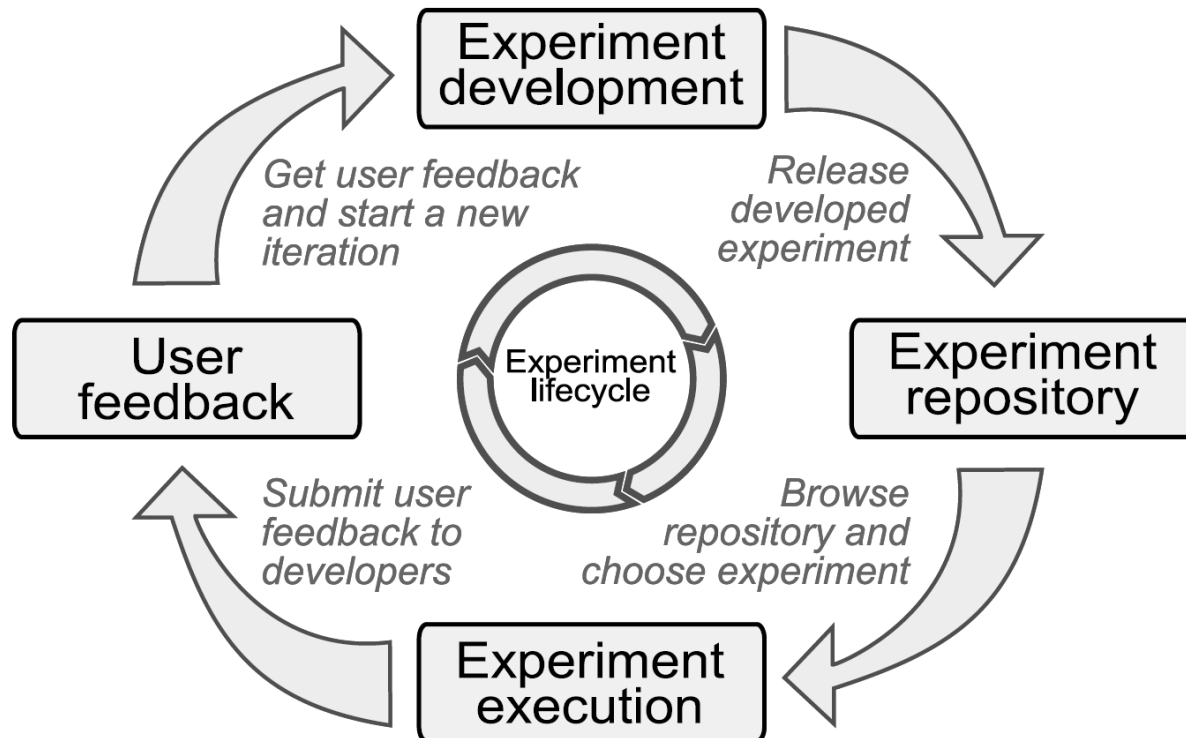 Experiment
development
Get user feedback
and start a new
iteration
Release
developed
experiment
User
feedback
Experiment
lifecycle
Experiment
repository
Submit user
feedback to
developers
Browse
repository and
choose experiment
Experiment
execution